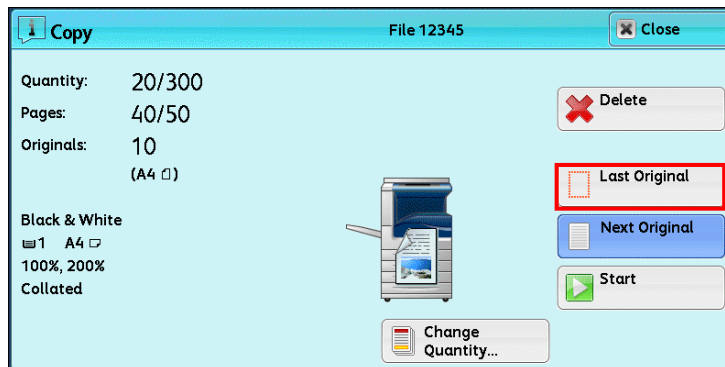 Copy
File 12345
Close
Quantity: 20/300
Pages: 40/50
Originals: 10
(A4)
Black & White
1 A4
100%, 200%
Collated
Delete
Last Original
Next Original
Start
Change
Quantity...